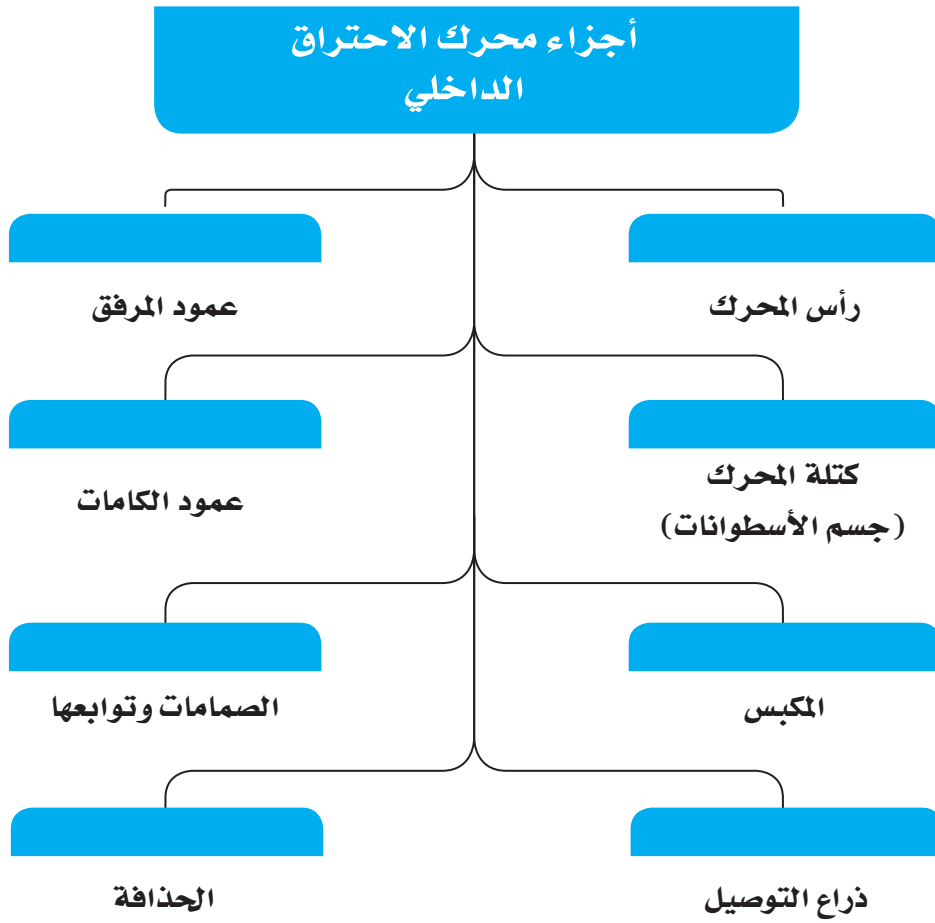 أجزاء محرك الاحتراق
الداخلي
رأس المحرك
عمود المرفق
كتلة المحرك
(جسم الأسطوانات)
عمود الكامات
المكبس
الصمامات وتوابعها
ذراع التوصيل
الحذافة